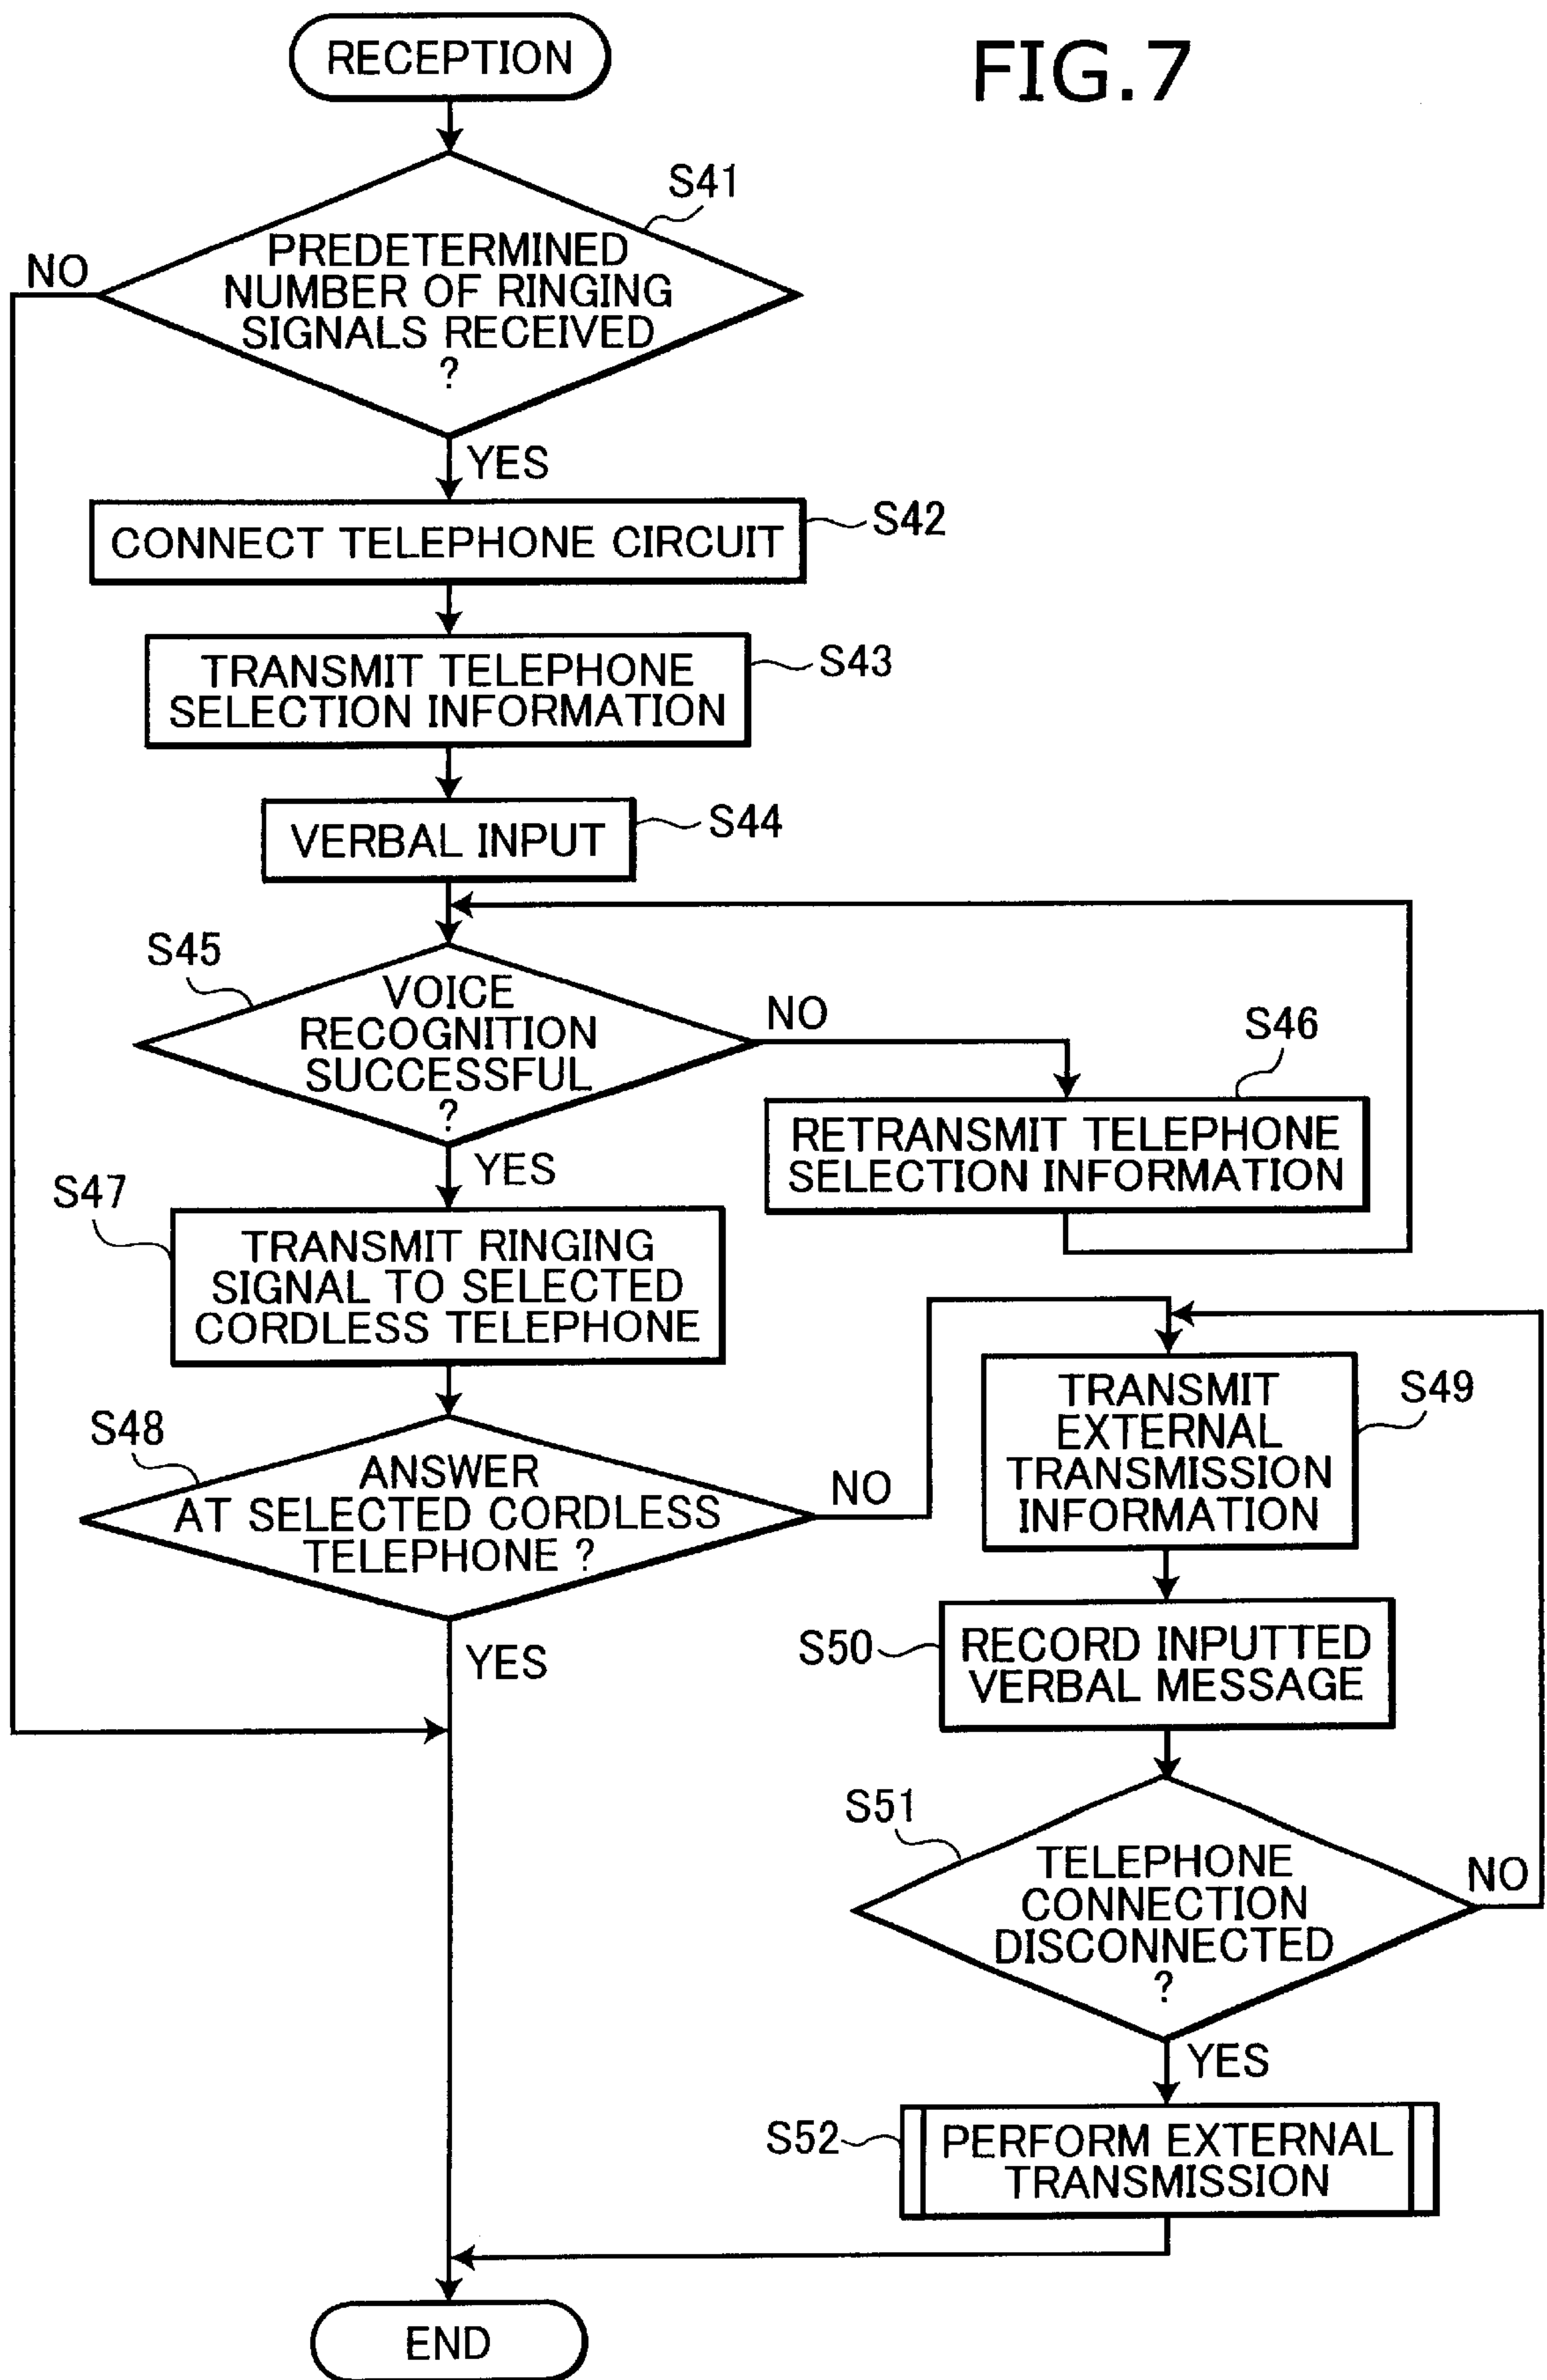 RECEPTION
FIG.7
S41
PREDETERMINED
NUMBER OF RINGING
SIGNALS RECEIVED
?
NO
YES
CONNECT TELEPHONE CIRCUIT
S42
TRANSMIT TELEPHONE
SELECTION INFORMATION
S43
VERBAL INPUT
S44
S45
VOICE
RECOGNITION
SUCCESSFUL
?
NO
S46
RETRANSMIT TELEPHONE
SELECTION INFORMATION
YES
S47
TRANSMIT RINGING
SIGNAL TO SELECTED
CORDLESS TELEPHONE
S48
ANSWER
AT SELECTED CORDLESS
TELEPHONE ?
NO
YES
TRANSMIT
EXTERNAL
TRANSMISSION
INFORMATION
S49
S50
RECORD INPUTTED
VERBAL MESSAGE
S51
TELEPHONE
CONNECTION
DISCONNECTED
?
NO
YES
S52
PERFORM EXTERNAL
TRANSMISSION
END